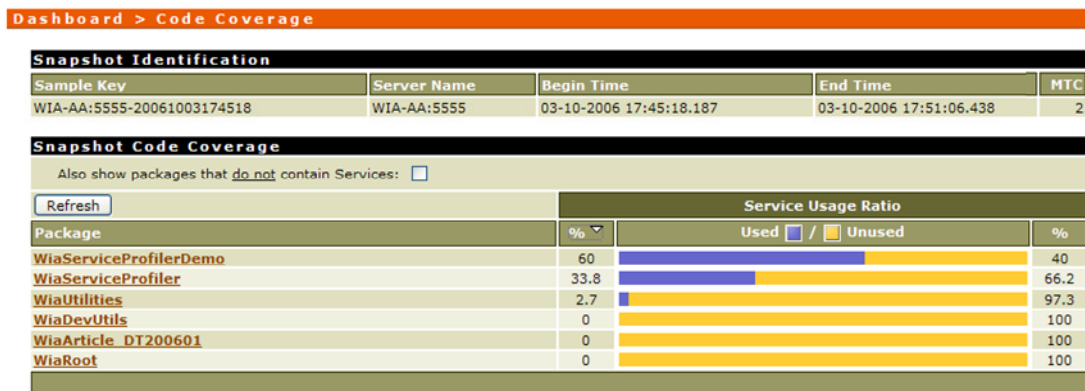 Dashboard > Code Coverage
Snapshot Identification
Sample Key Server Name Begin Time End Time MTC
WIA-AA:5555-20061003174518 WIA-AA:5555 03-10-2006 17:45:18.187 03-10-2006 17:51:06.438 2
Snapshot Code Coverage
Also show packages that do not contain Services:
Refresh Service Usage Ratio
Package % Used / Unused %
WiaServiceProfilerDemo 60 40
WiaServiceProfiler 33.8 66.2
WiaUtilities 2.7 97.3
WiaDevUtils 0 100
WiaArticle_DT200601 0 100
WiaRoot 0 100